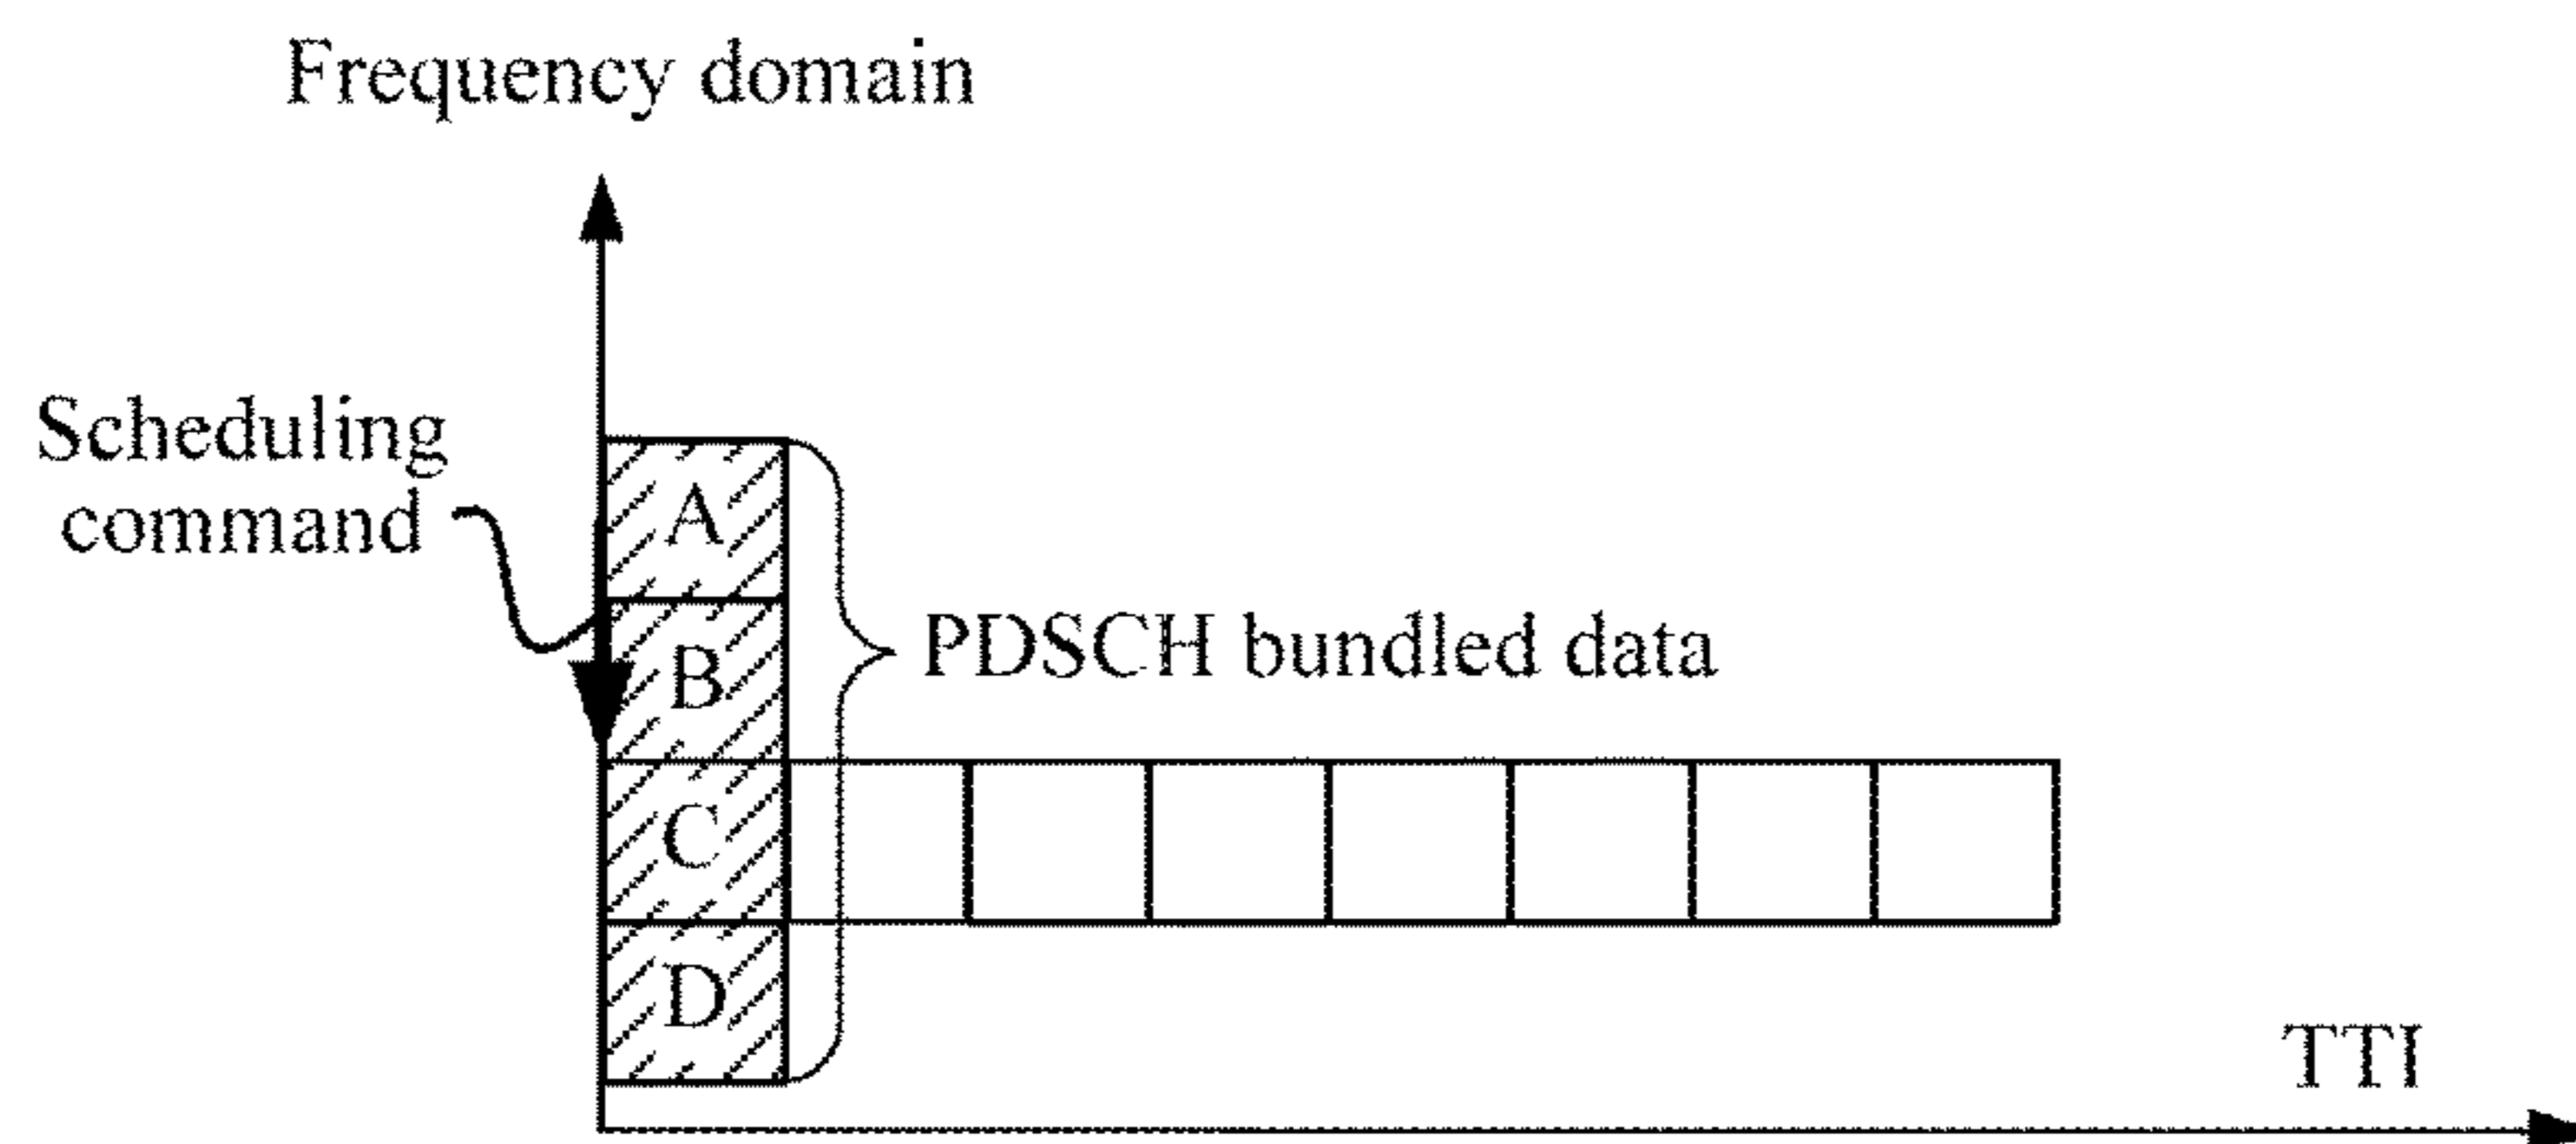 Frequency domain
Scheduling
command
A
B
PDSCH bundled data
C
D
TTI